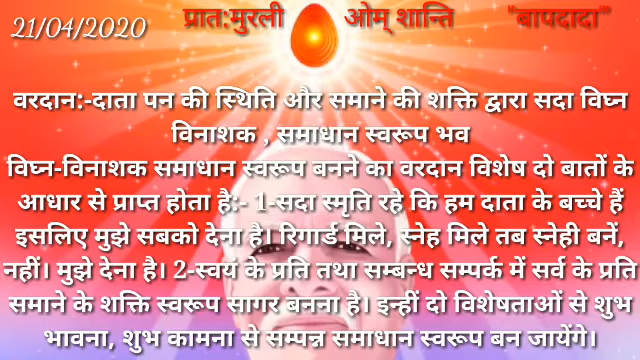 21/04/2020 प्रात:मुरली ओम् शान्ति "बापदादा"
वरदान:-दाता पन की स्थिति और समाने की शक्ति द्वारा सदा विघ्न
विनाशक , समाधान स्वरूप भव
विघ्न-विनाशक समाधान स्वरूप बनने का वरदान विशेष दो बातों के
आधार से प्राप्त होता है:- 1-सदा स्मृति रहे कि हम दाता के बच्चे हैं
इसलिए मुझे सबको देना है। रिगार्ड मिले, स्नेह मिले तब स्नेही बनें,
नहीं। मुझे देना है। 2-स्वयं के प्रति तथा सम्बन्ध सम्पर्क में सर्व के प्रति
समाने के शक्ति स्वरूप सागर बनना है। इन्हीं दो विशेषताओं से शुभ
भावना, शुभ कामना से सम्पन्न समाधान स्वरूप बन जायेंगे।